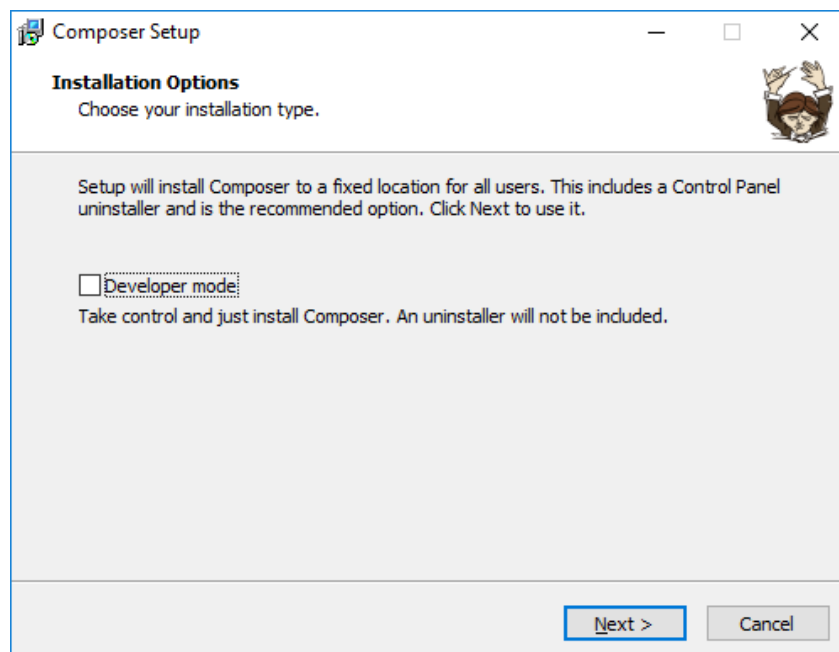 Composer Setup
Installation Options
Choose your installation type.
Setup will install Composer to a fixed location for all users. This includes a Control Panel
uninstaller and is the recommended option. Click Next to use it.
Developer mode
Take control and just install Composer. An uninstaller will not be included.
Next >
Cancel